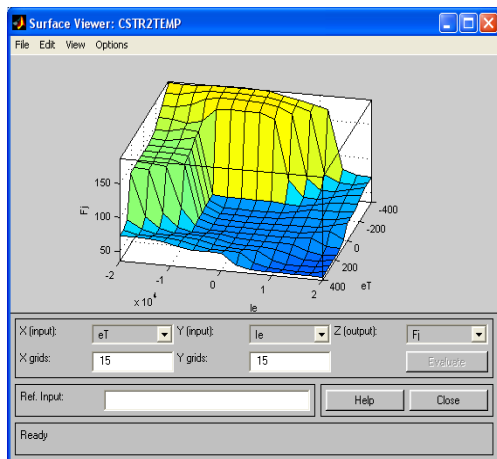 Surface Viewer: CSTR2TEMP
File Edit View Options
150
100
50
Fj
-2
-1
0
1
2
x 10⁶
Ie
-400
-200
0
200
400
eT
X (input): eT Y (input): Ie Z (output): Fj
X grids: 15 Y grids: 15 Evaluate
Ref. Input: Help Close
Ready